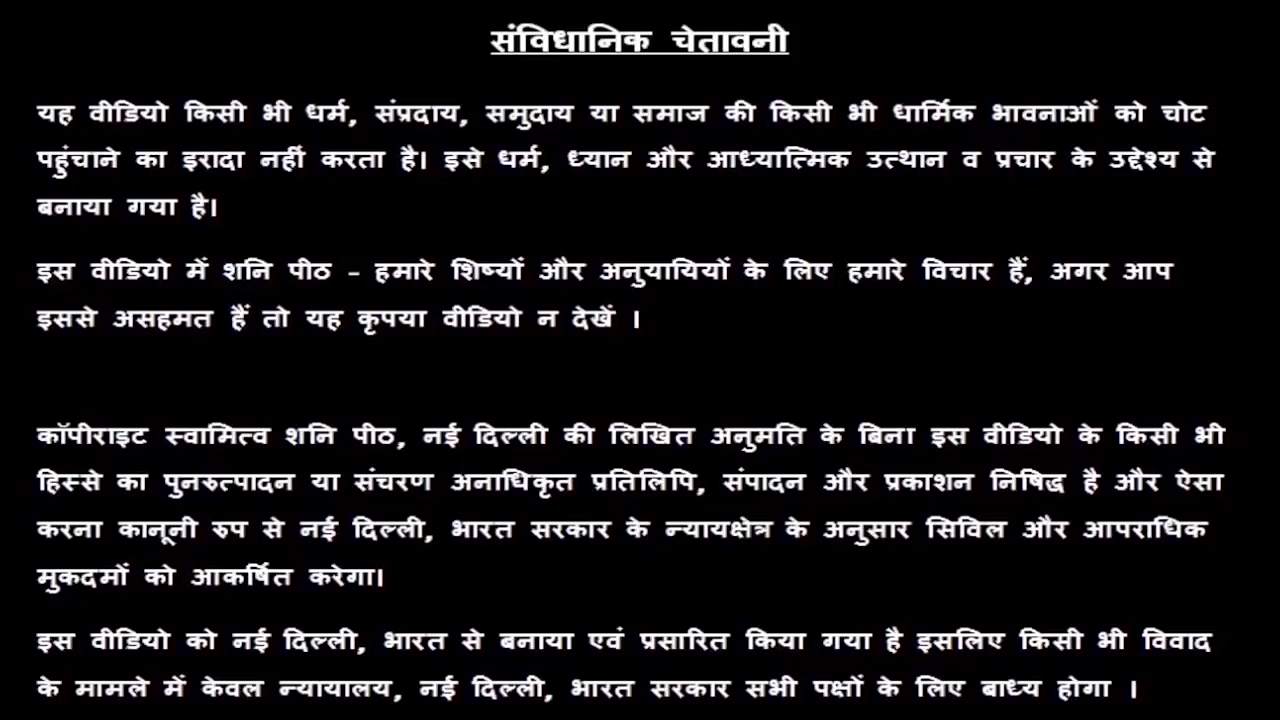 संविधानिक चेतावनी
यह वीडियो किसी भी धर्म, संप्रदाय, समुदाय या समाज की किसी भी धार्मिक भावनाओं को चोट
पहुंचाने का इरादा नहीं करता है। इसे धर्म, ध्यान और आध्यात्मिक उत्थान व प्रचार के उद्देश्य से
बनाया गया है।
इस वीडियो में शनि पीठ – हमारे शिष्यों और अनुयायियों के लिए हमारे विचार हैं, अगर आप
इससे असहमत हैं तो यह कृपया वीडियो न देखें ।
कॉपीराइट स्वामित्व शनि पीठ, नई दिल्ली की लिखित अनुमति के बिना इस वीडियो के किसी भी
हिस्से का पुनरुत्पादन या संचरण अनाधिकृत प्रतिलिपि, संपादन और प्रकाशन निषिद्ध है और ऐसा
करना कानूनी रुप से नई दिल्ली, भारत सरकार के न्यायक्षेत्र के अनुसार सिविल और आपराधिक
मुकदमों को आकर्षित करेगा।
इस वीडियो को नई दिल्ली, भारत से बनाया एवं प्रसारित किया गया है इसलिए किसी भी विवाद
के मामले में केवल न्यायालय, नई दिल्ली, भारत सरकार सभी पक्षों के लिए बाध्य होगा ।